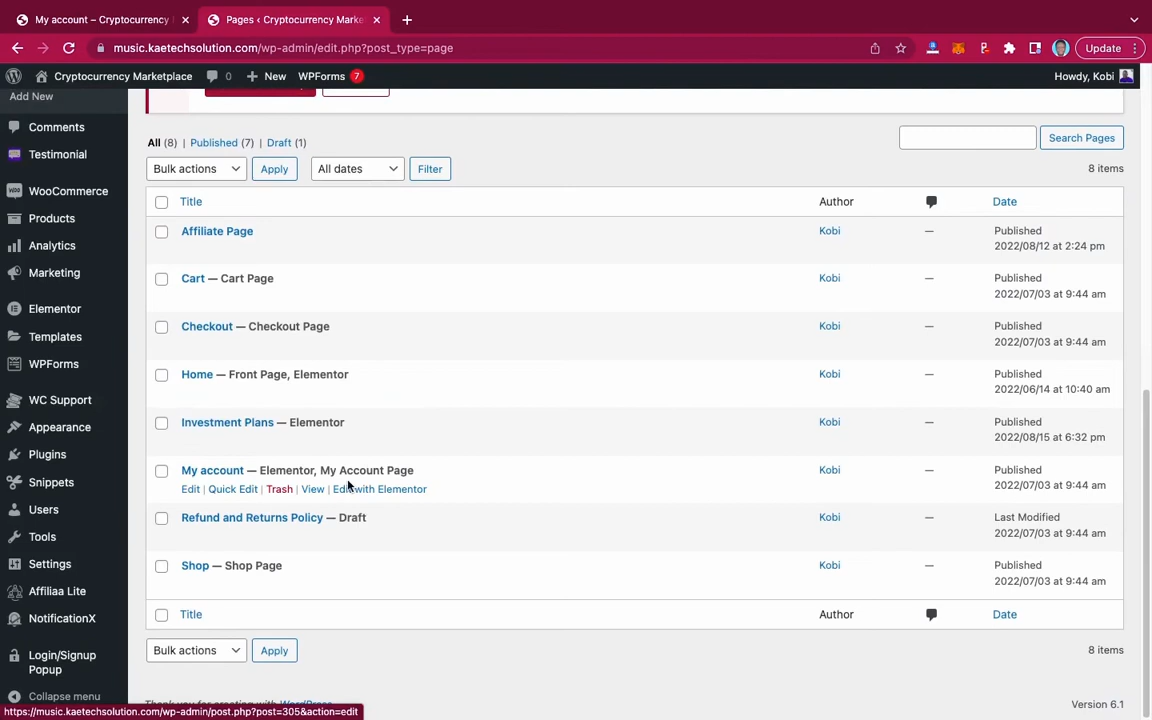 My account – Cryptocurrency
Pages ‹ Cryptocurrency Marke
music.kaetechsolution.com/wp-admin/edit.php?post_type=page
Update
Cryptocurrency Marketplace
0
New
WPForms
7
Howdy, Kobi
Add New
Comments
Testimonial
WooCommerce
Products
Analytics
Marketing
Elementor
Templates
WPForms
WC Support
Appearance
Plugins
Snippets
Users
Tools
Settings
Affiliaa Lite
NotificationX
Login/Signup
Popup
Collapse menu
All (8) | Published (7) | Draft (1)
Search Pages
Bulk actions
Apply
All dates
Filter
8 items
Title
Author
Date
Affiliate Page
Kobi
—
Published
2022/08/12 at 2:24 pm
Cart — Cart Page
Kobi
—
Published
2022/07/03 at 9:44 am
Checkout — Checkout Page
Kobi
—
Published
2022/07/03 at 9:44 am
Home — Front Page, Elementor
Kobi
—
Published
2022/06/14 at 10:40 am
Investment Plans — Elementor
Kobi
—
Published
2022/08/15 at 6:32 pm
My account — Elementor, My Account Page
Kobi
—
Published
2022/07/03 at 9:44 am
Edit | Quick Edit | Trash | View | Edit with Elementor
Refund and Returns Policy — Draft
Kobi
—
Last Modified
2022/07/03 at 9:44 am
Shop — Shop Page
Kobi
—
Published
2022/07/03 at 9:44 am
Title
Author
Date
Bulk actions
Apply
8 items
Thank you for creating with WordPress.
Version 6.1
https://music.kaetechsolution.com/wp-admin/post.php?post=305&action=edit